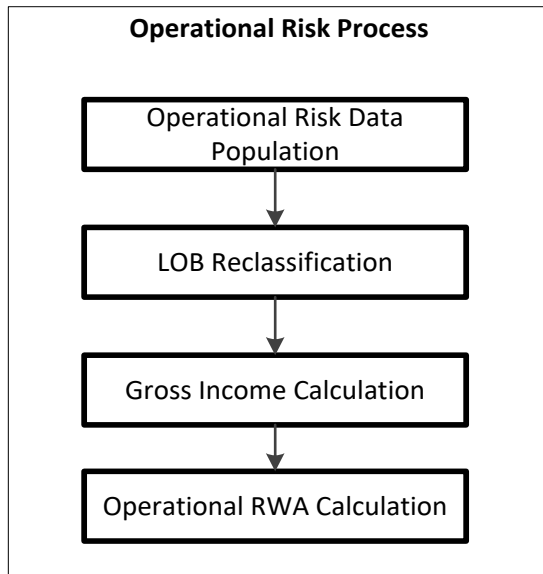 Operational Risk Process
Operational Risk Data
Population
LOB Reclassification
Gross Income Calculation
Operational RWA Calculation